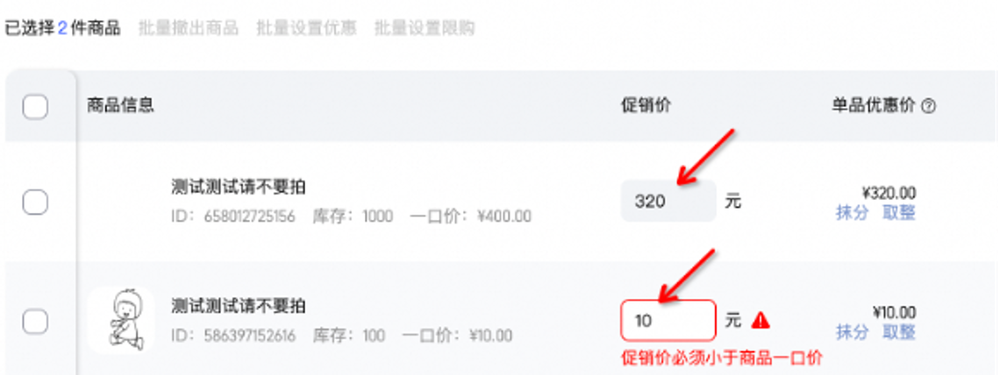 已选择2件商品 批量撤出商品 批量设置优惠 批量设置限购
商品信息 促销价 单品优惠价 ?
测试测试请不要拍
ID：658012725156 库存：1000 一口价：¥400.00
320 元
¥320.00
抹分 取整
测试测试请不要拍
ID：586397152616 库存：100 一口价：¥10.00
10 元
促销价必须小于商品一口价
¥10.00
抹分 取整